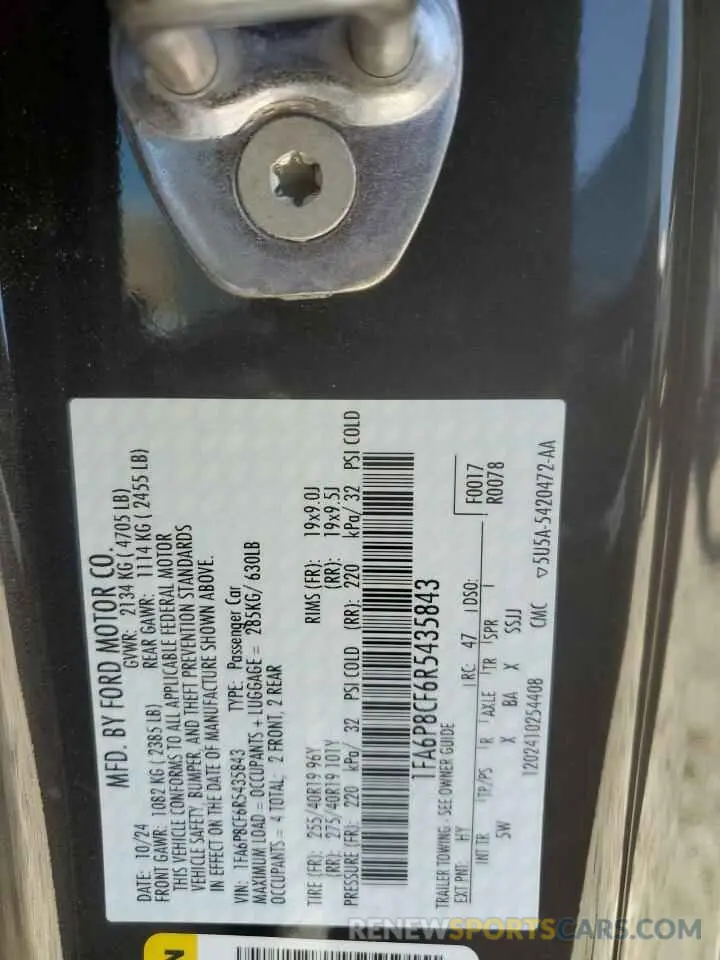 MFD. BY FORD MOTOR CO.
DATE: 10/24 GVWR: 2134 KG ( 4705 LB)
FRONT GAWR: 1082 KG ( 2385 LB) REAR GAWR: 1114 KG ( 2455 LB)
THIS VEHICLE CONFORMS TO ALL APPLICABLE FEDERAL MOTOR
VEHICLE SAFETY, BUMPER, AND THEFT PREVENTION STANDARDS
IN EFFECT ON THE DATE OF MANUFACTURE SHOWN ABOVE.
VIN: 1FA6P8CF6R5435843 TYPE: Passenger Car
MAXIMUM LOAD = OCCUPANTS + LUGGAGE = 285KG/ 630LB
OCCUPANTS = 4 TOTAL; 2 FRONT, 2 REAR
TIRE (FR): 255/40R19 96Y RIMS (FR): 19x9.0J
(RR): 275/40R19 101Y (RR): 19x9.5J
PRESSURE (FR): 220 kPa/ 32 PSI COLD (RR): 220 kPa/ 32 PSI COLD
1FA6P8CF6R5435843
TRAILER TOWING - SEE OWNER GUIDE
F0017
R0078
EXT PNT: HY RC: 47 DSO:
INT TR TP/PS R AXLE TR SPR
5W X BA X SSJJ
1202410254408 CMC ▽5U5A-5420472-AA
N
RENEWSPORTSCARS.COM